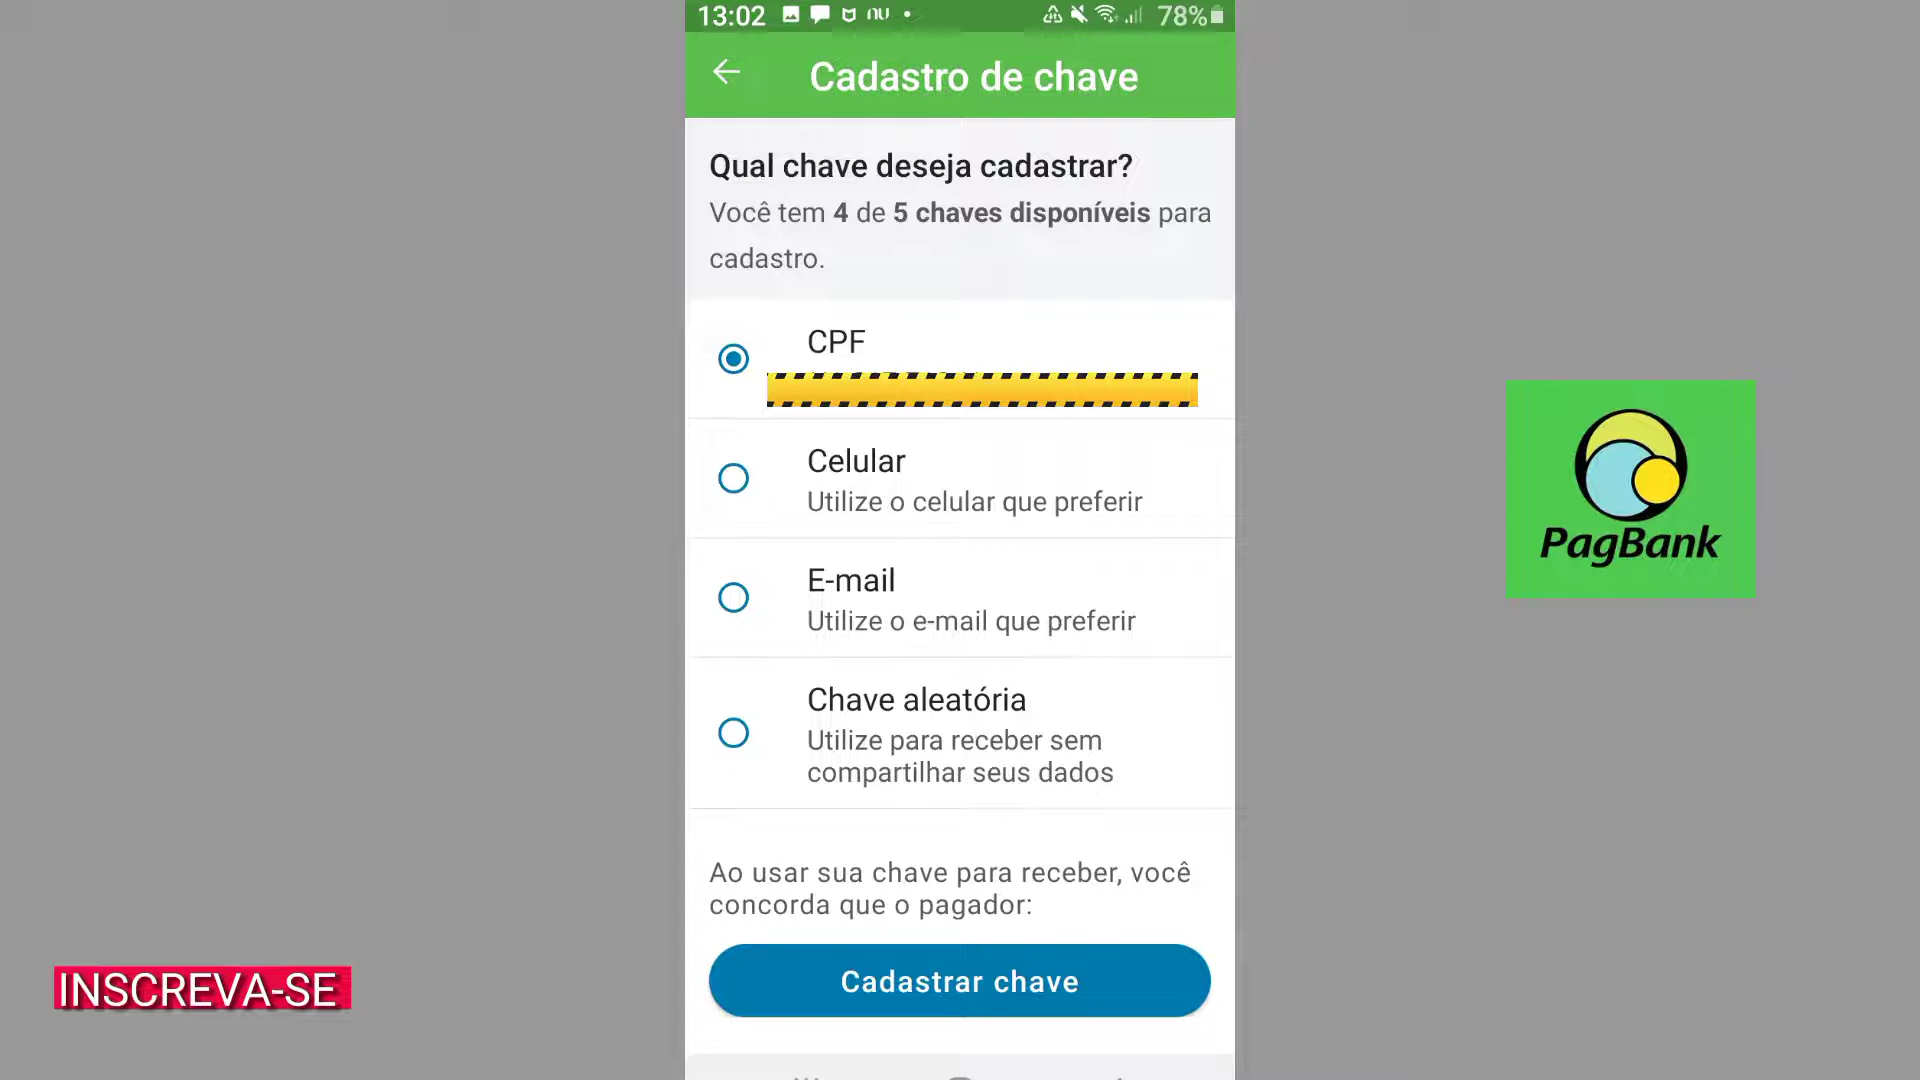 13:02
78%
Cadastro de chave
Qual chave deseja cadastrar?
Você tem 4 de 5 chaves disponíveis para
cadastro.
CPF
Celular
Utilize o celular que preferir
E-mail
Utilize o e-mail que preferir
Chave aleatória
Utilize para receber sem
compartilhar seus dados
Ao usar sua chave para receber, você
concorda que o pagador:
Cadastrar chave
PagBank
INSCREVA-SE